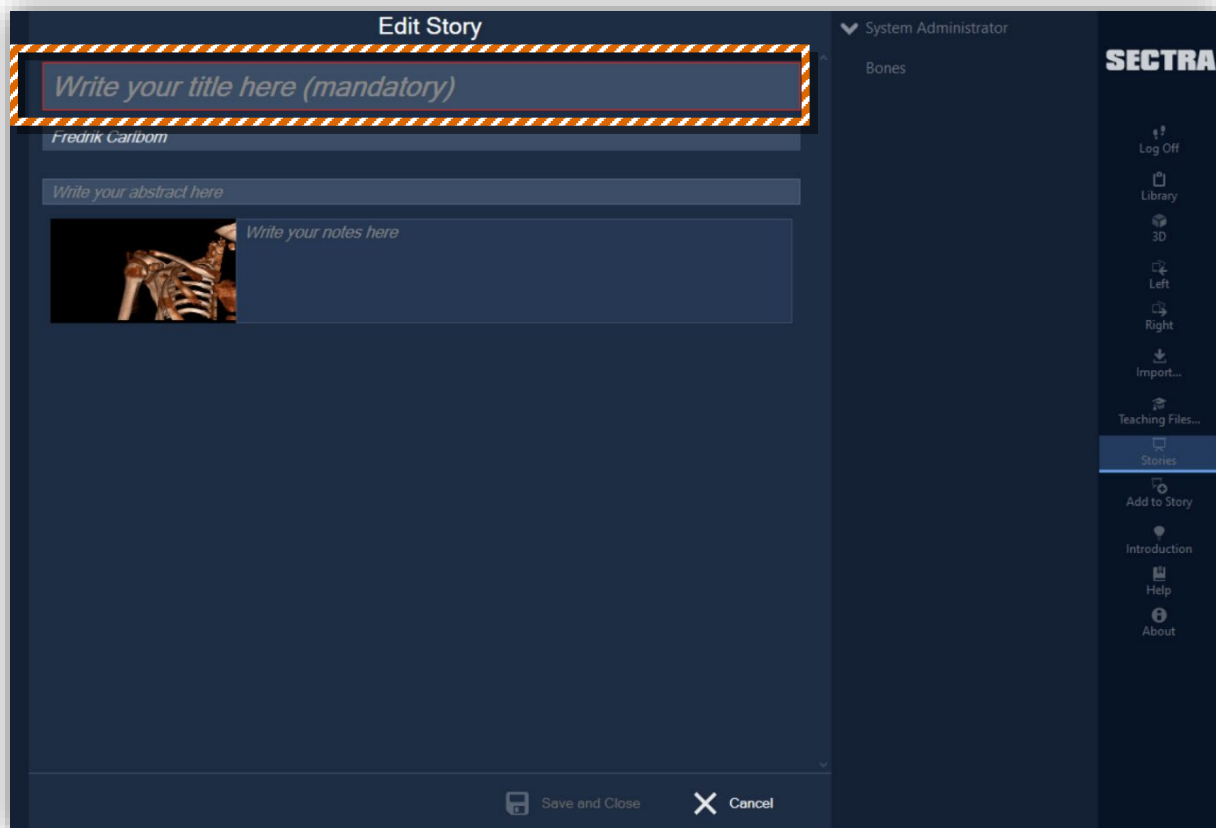 Edit Story
Write your title here (mandatory)
Fredrik Carlbom
Write your abstract here
Write your notes here
Save and Close
Cancel
System Administrator
Bones
SECTRA
Log Off
Library
3D
Left
Right
Import...
Teaching Files...
Stories
Add to Story
Introduction
Help
About